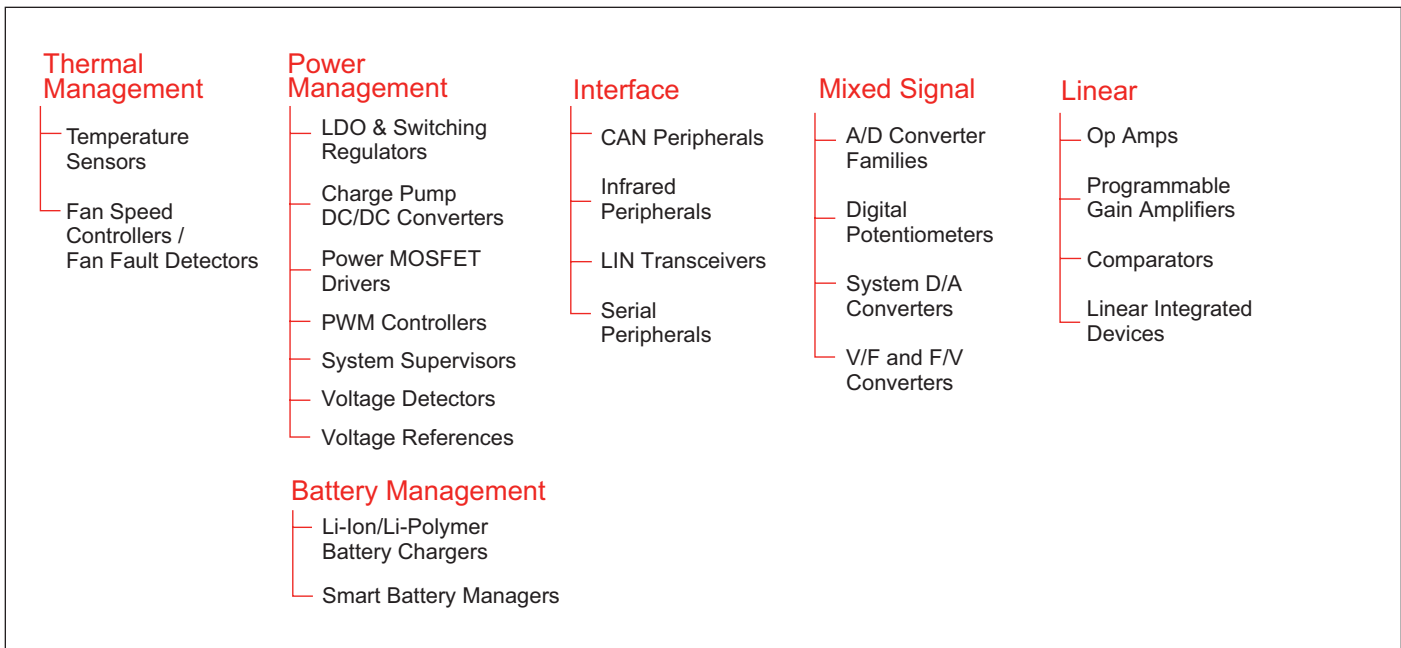 Thermal
Management
Temperature
Sensors
Fan Speed
Controllers /
Fan Fault Detectors
Power
Management
LDO & Switching
Regulators
Charge Pump
DC/DC Converters
Power MOSFET
Drivers
PWM Controllers
System Supervisors
Voltage Detectors
Voltage References
Battery Management
Li-Ion/Li-Polymer
Battery Chargers
Smart Battery Managers
Interface
CAN Peripherals
Infrared
Peripherals
LIN Transceivers
Serial
Peripherals
Mixed Signal
A/D Converter
Families
Digital
Potentiometers
System D/A
Converters
V/F and F/V
Converters
Linear
Op Amps
Programmable
Gain Amplifiers
Comparators
Linear Integrated
Devices